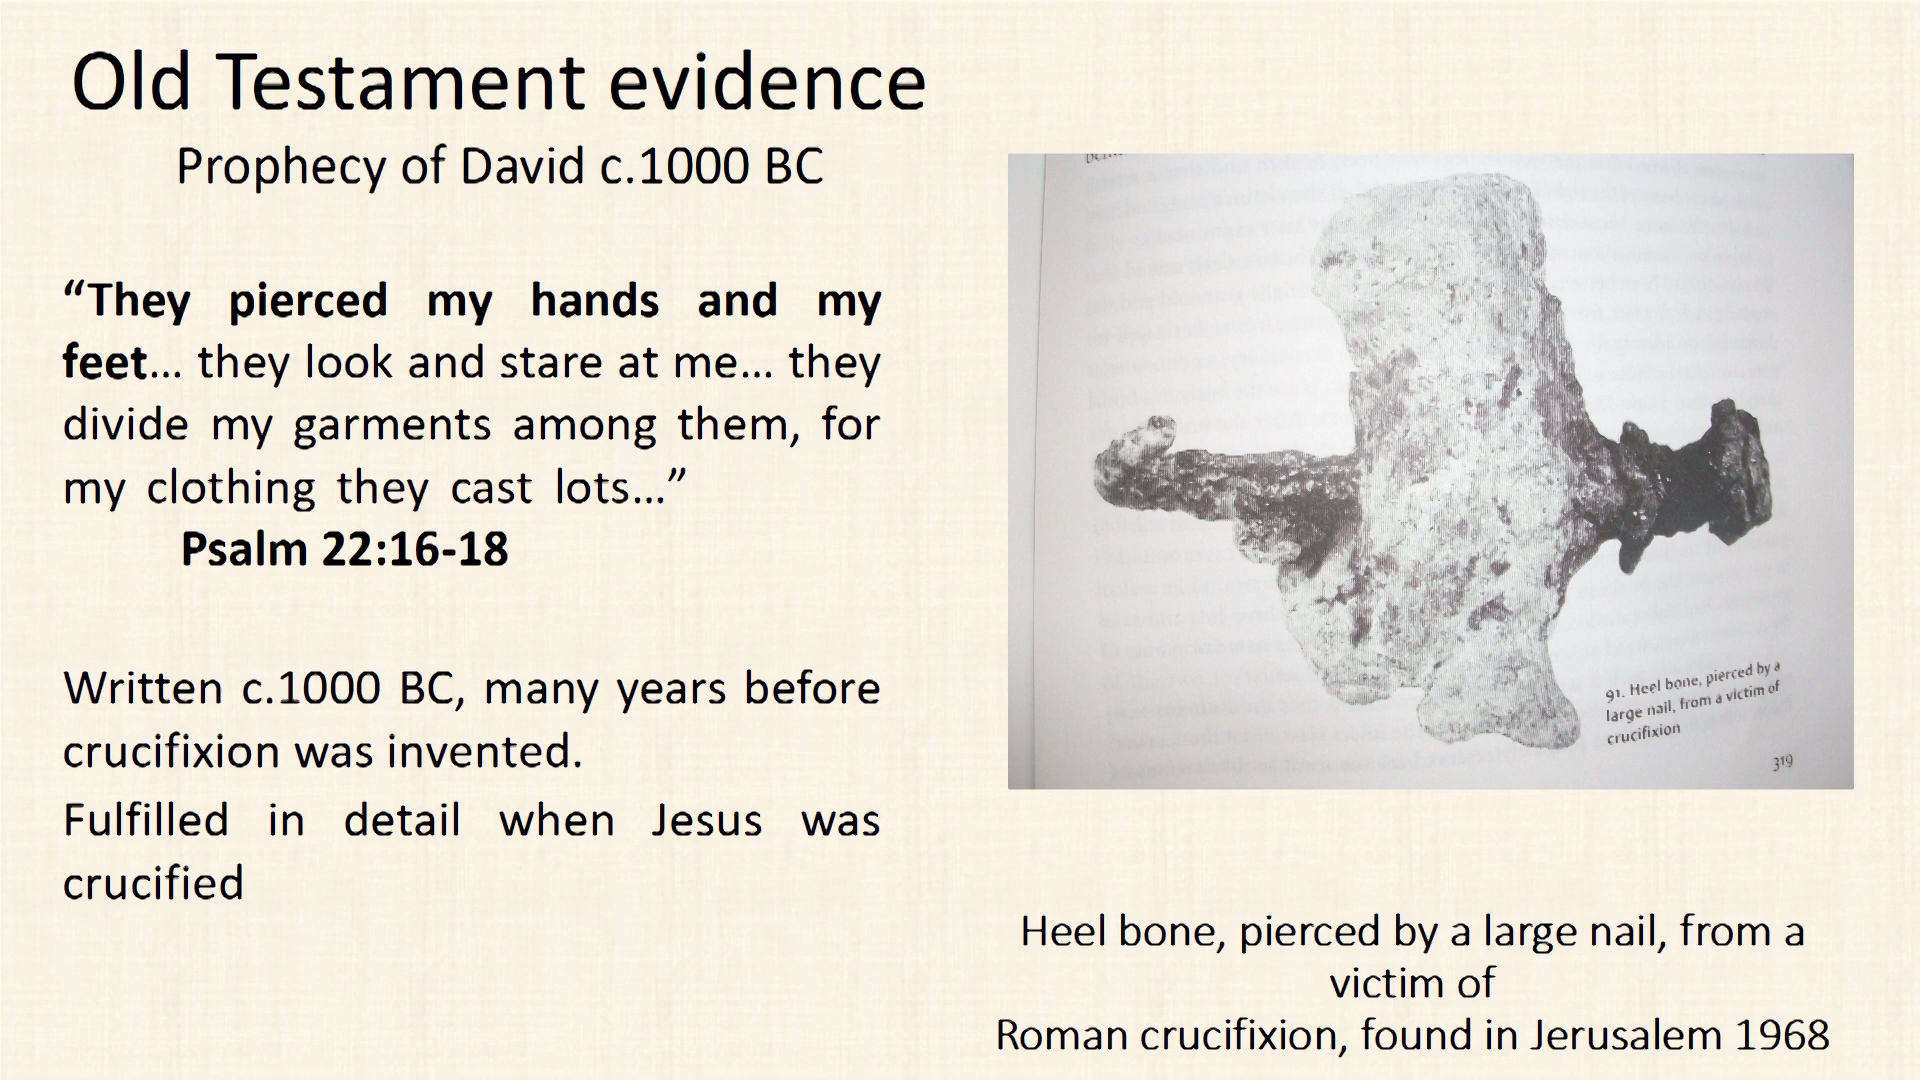 Old Testament evidence
Prophecy of David c.1000 BC
“They pierced my hands and my
feet... they look and stare at me... they
divide my garments among them, for
my clothing they cast lots...”
Psalm 22:16-18
Written c.1000 BC, many years before
crucifixion was invented.
Fulfilled in detail when Jesus was
crucified
91. Heel bone, pierced by a
large nail, from a victim of
crucifixion
319
Heel bone, pierced by a large nail, from a
victim of
Roman crucifixion, found in Jerusalem 1968